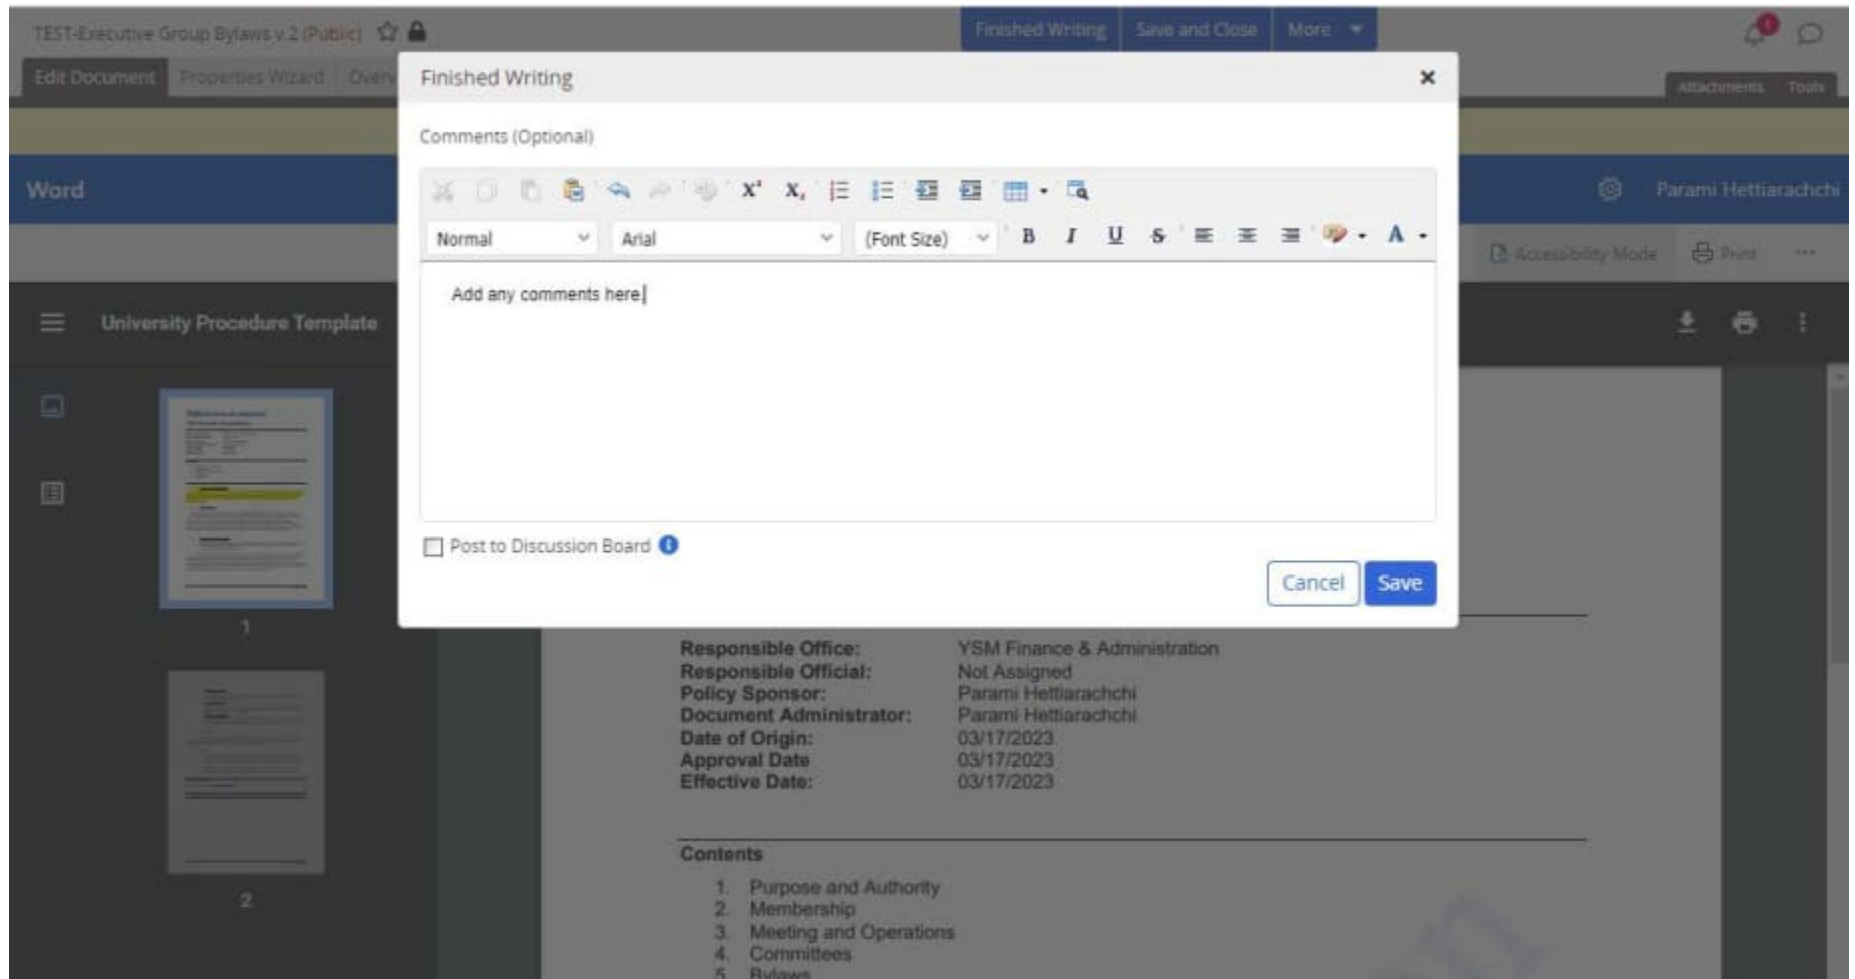 TEST-Executive Group Bylaws v.2 (Public)
Finished Writing Save and Close More
Edit Document Properties Wizard Overv
Attachments Tools
Finished Writing
Comments (Optional)
Word
Parami Hettiarachchi
Normal Arial (Font Size) B I U S A
Accessibility Mode Print
Add any comments here.
University Procedure Template
Post to Discussion Board
Cancel Save
1
Responsible Office: YSM Finance & Administration
Responsible Official: Not Assigned
Policy Sponsor: Parami Hettiarachchi
Document Administrator: Parami Hettiarachchi
Date of Origin: 03/17/2023
Approval Date 03/17/2023
Effective Date: 03/17/2023
Contents
1. Purpose and Authority
2. Membership
3. Meeting and Operations
4. Committees
5. Bylaws
2